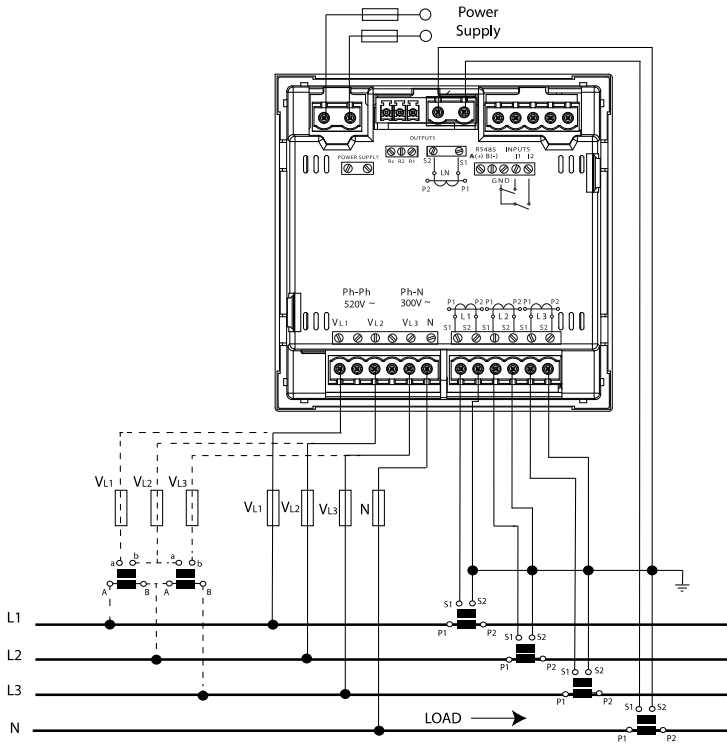 Power
Supply
OUTPUTS
POWER SUPPLY
Rc R2 R1
S2 S1
RS485 INPUTS
A(+) B(-) I1 I2
LN
GND
P2 P1
Ph-Ph Ph-N
520V ~ 300V ~
P1 P2 P1 P2 P1 P2
L1 L2 L3
VL1 VL2 VL3 N
S1 S2 S1 S2 S1 S2
VL1 VL2 VL3
VL1 VL2 VL3 N
a b a b
A B A B
S1 S2
L1
P1 P2
S1 S2
L2
P1 P2
S1 S2
L3
P1 P2
S1 S2
LOAD
N
P1 P2